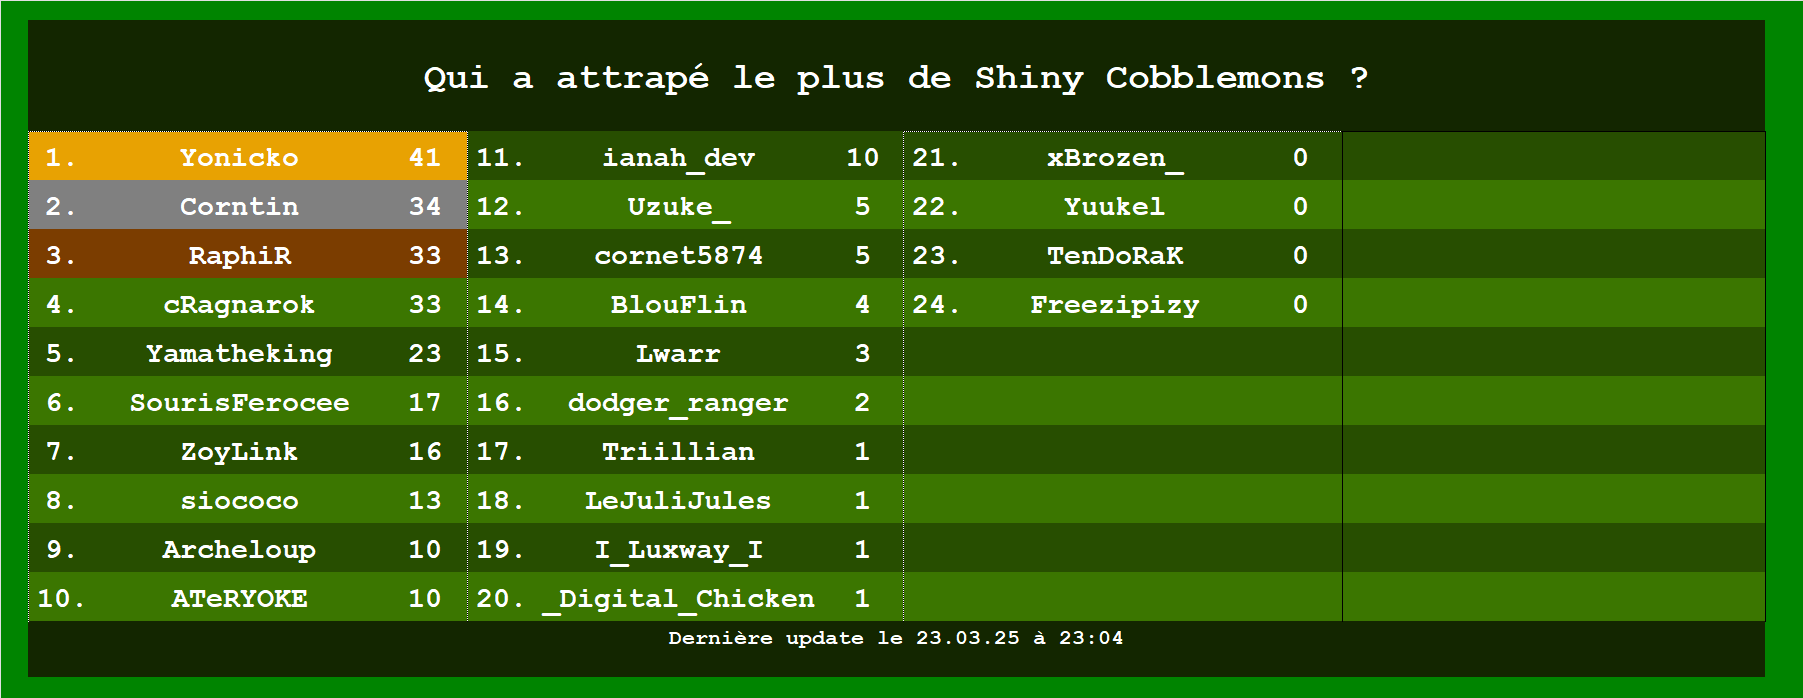 Qui a attrapé le plus de Shiny Cobblemons ?
1. Yonicko 41
2. Corntin 34
3. RaphiR 33
4. cRagnarok 33
5. Yamatheking 23
6. SourisFerocee 17
7. ZoyLink 16
8. siococo 13
9. Archeloup 10
10. ATeRYOKE 10
11. ianah_dev 10
12. Uzuke_ 5
13. cornet5874 5
14. BlouFlin 4
15. Lwarr 3
16. dodger_ranger 2
17. Triillian 1
18. LeJuliJules 1
19. I_Luxway_I 1
20. _Digital_Chicken 1
21. xBrozen_ 0
22. Yuukel 0
23. TenDoRaK 0
24. Freezipizy 0
Dernière update le 23.03.25 à 23:04